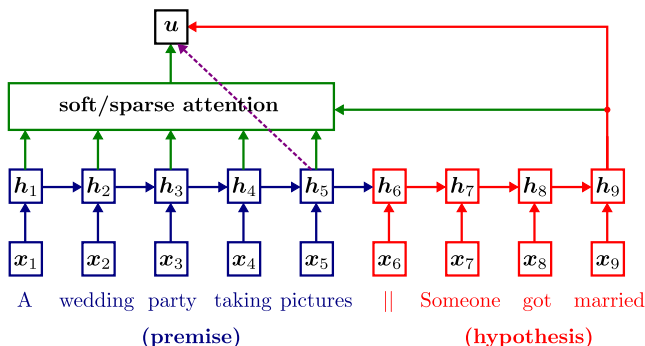 u
soft/sparse attention
h₁ h₂ h₃ h₄ h₅ h₆ h₇ h₈ h₉
x₁ x₂ x₃ x₄ x₅ x₆ x₇ x₈ x₉
A wedding party taking pictures || Someone got married
(premise) (hypothesis)